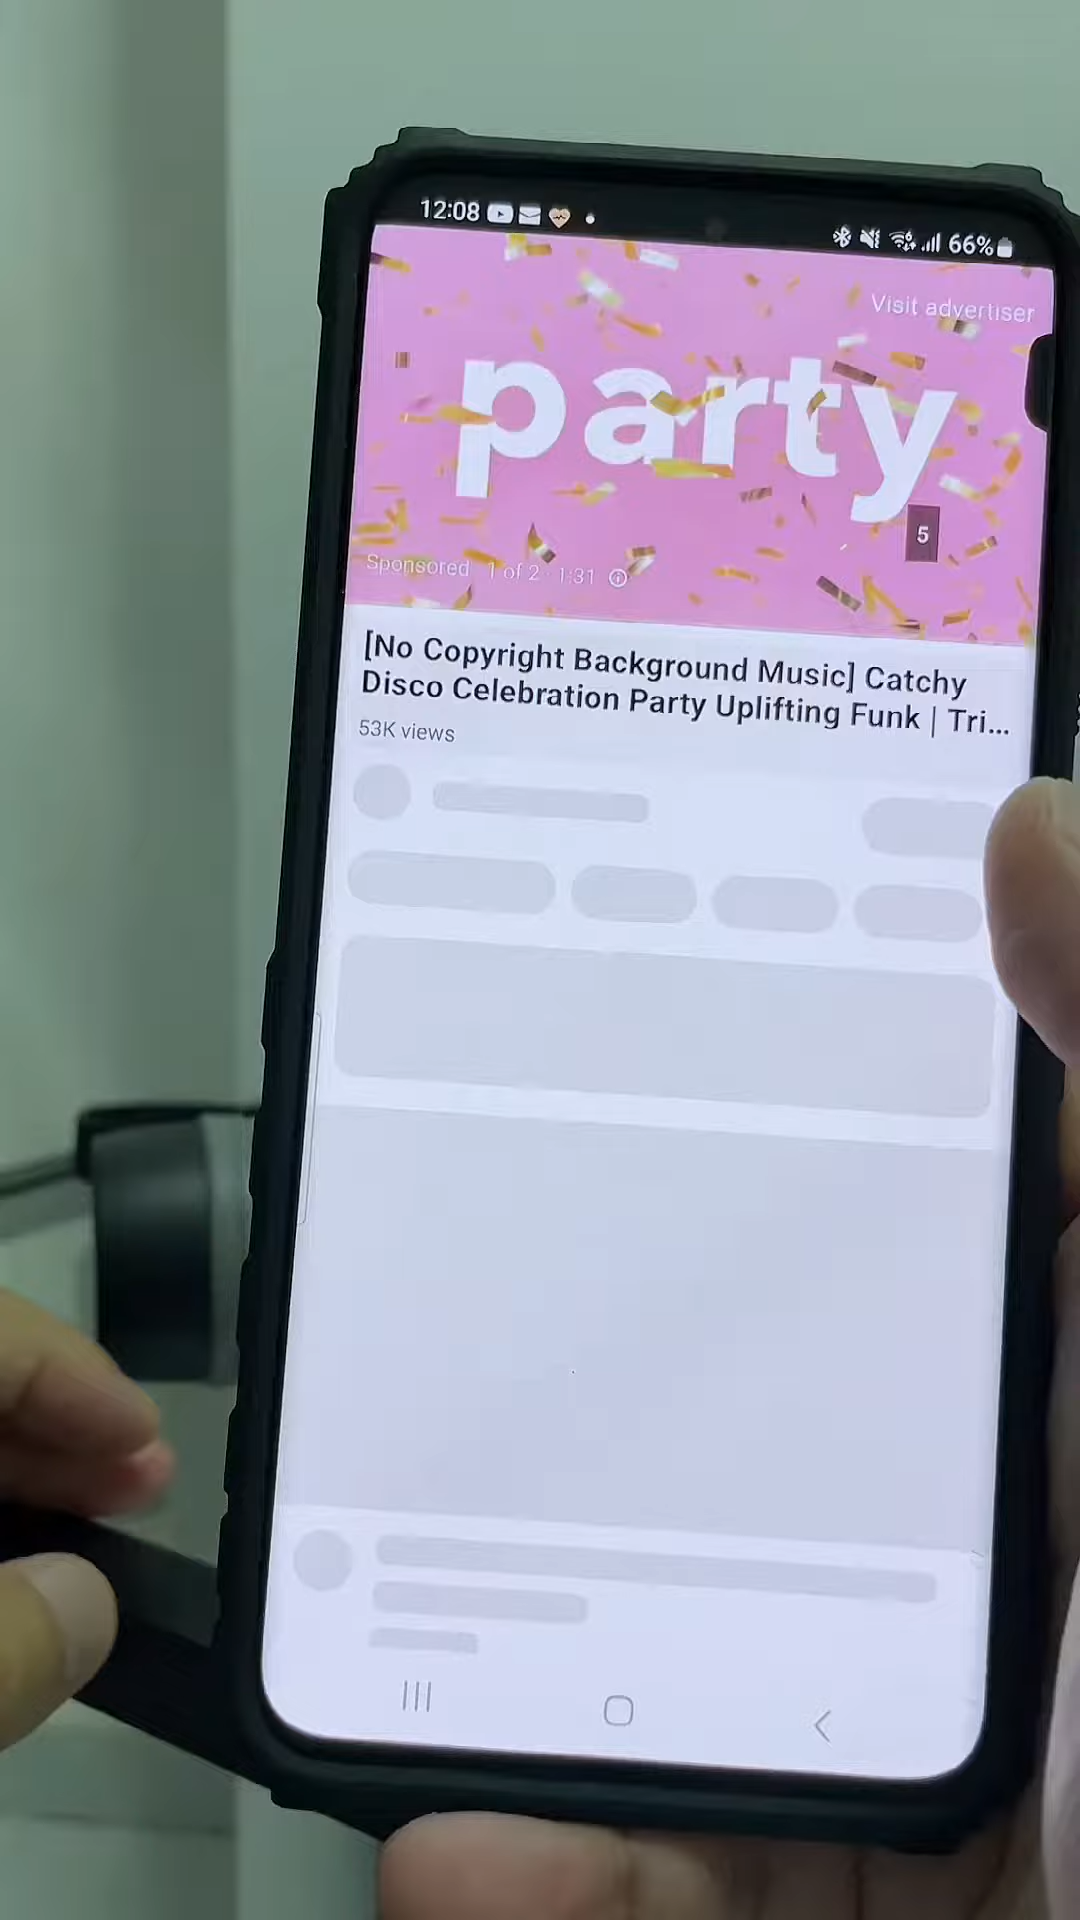 12:08
66%
Visit advertiser
party
5
Sponsored 1 of 2 · 1:31
[No Copyright Background Music] Catchy
Disco Celebration Party Uplifting Funk | Tri...
53K views